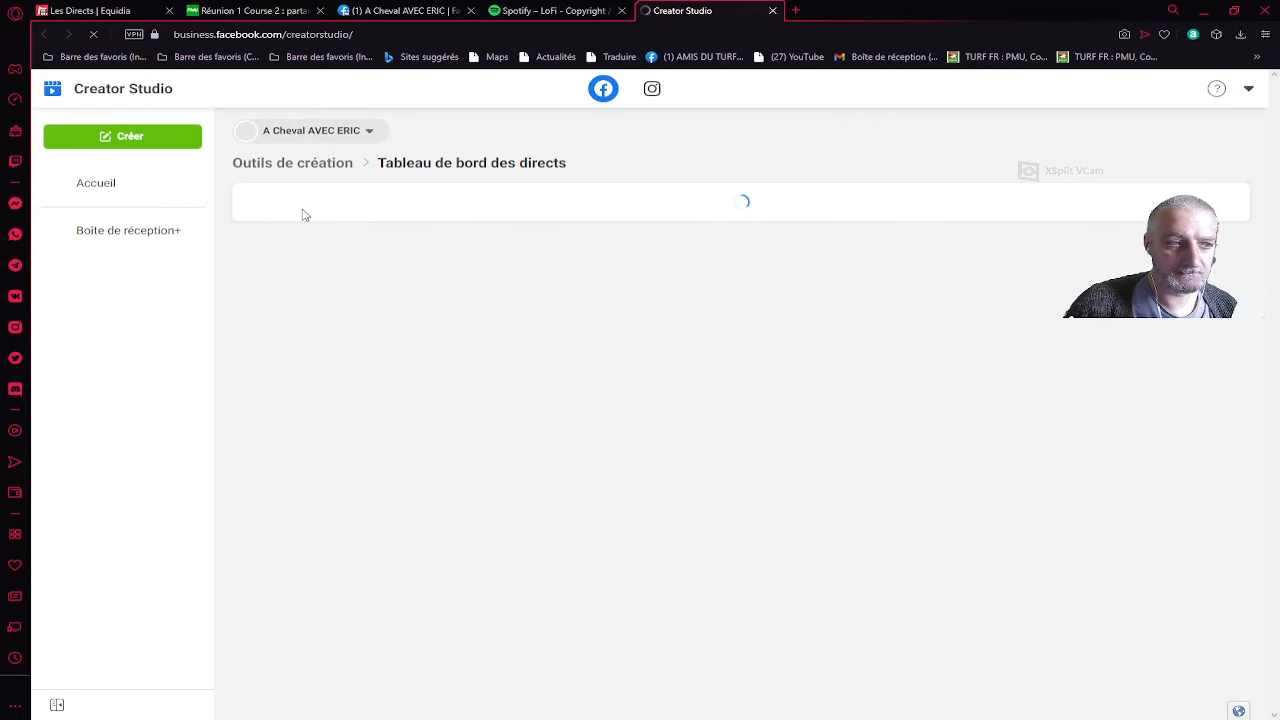 Les Directs | Equidia
Réunion 1 Course 2 : parta
(1) A Cheval AVEC ERIC | Fa
Spotify – LoFi - Copyright /
Creator Studio
VPN
business.facebook.com/creatorstudio/
Barre des favoris (In...
Barre des favoris (C...
Barre des favoris (In...
Sites suggérés
Maps
Actualités
Traduire
(1) AMIS DU TURF...
(27) YouTube
Boîte de réception (...
TURF FR : PMU, Co...
TURF FR : PMU, Co...
Creator Studio
Créer
A Cheval AVEC ERIC
Outils de création > Tableau de bord des directs
XSplit VCam
Accueil
Boîte de réception+